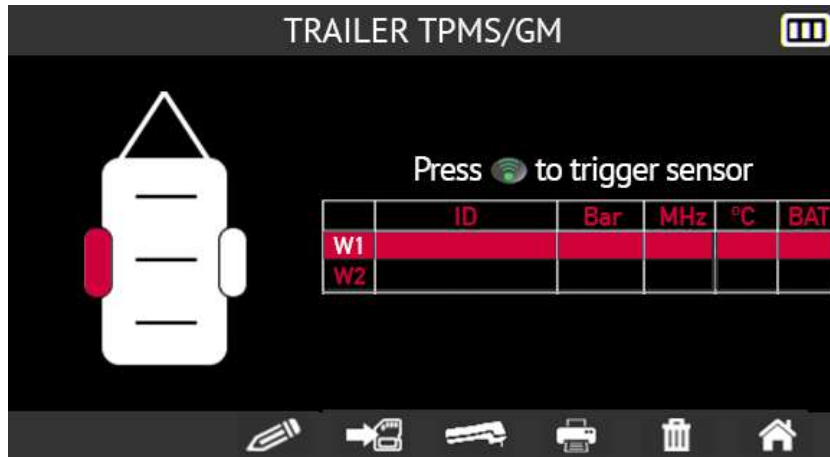 TRAILER TPMS/GM
Press to trigger sensor
ID Bar MHz °C BAT
W1
W2